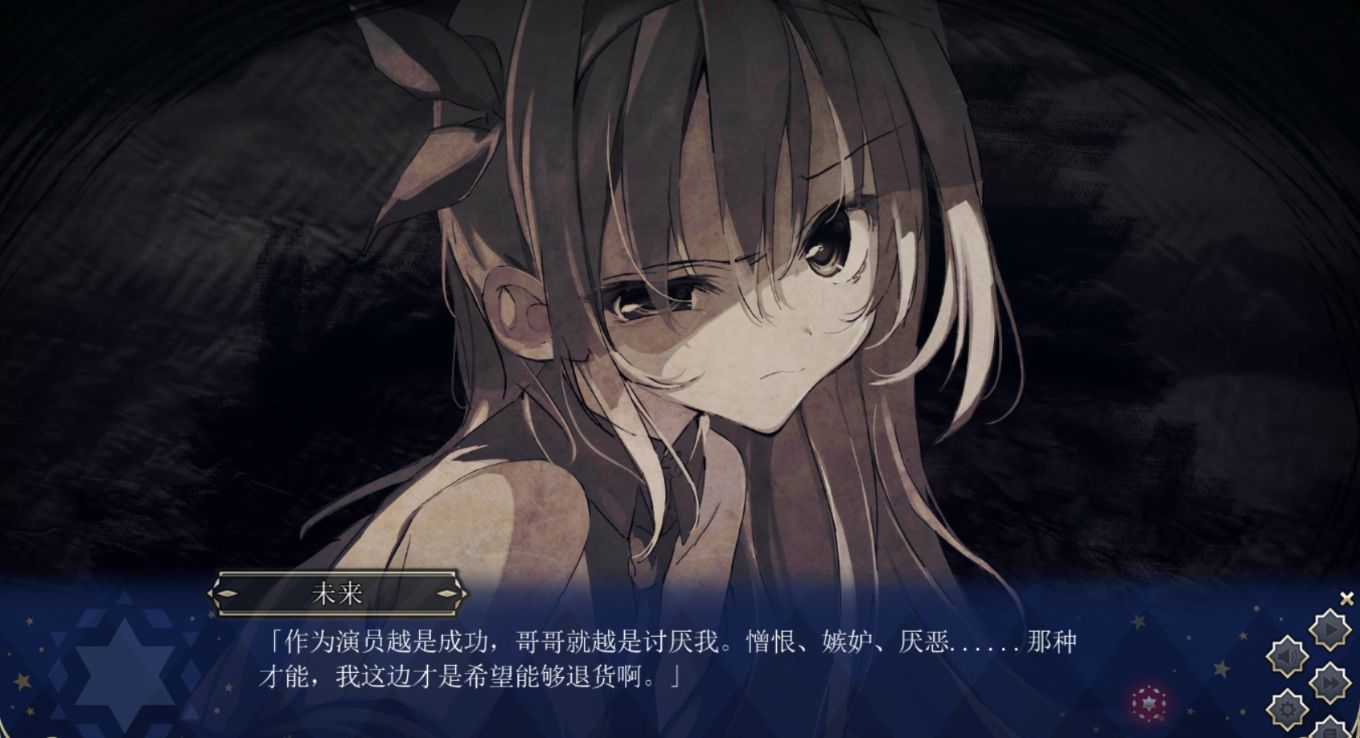 未来
「作为演员越是成功，哥哥就越是讨厌我。憎恨、嫉妒、厌恶......那种
才能，我这边才是希望能够退货啊。」